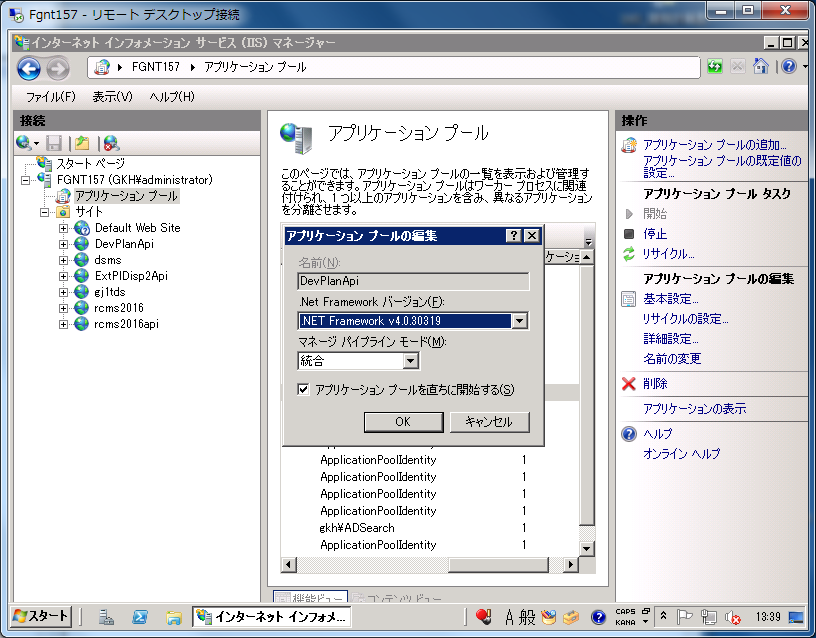 Fgnt157 - リモート デスクトップ接続
インターネット インフォメーション サービス (IIS) マネージャー
FGNT157
アプリケーション プール
ファイル(F) 表示(V) ヘルプ(H)
接続
スタート ページ
FGNT157 (GKH¥administrator)
アプリケーション プール
サイト
Default Web Site
DevPlanApi
dsms
ExtPIDisp2Api
gj1tds
rcms2016
rcms2016api
アプリケーション プール
このページでは、アプリケーション プールの一覧を表示および管理す
ることができます。アプリケーション プールはワーカー プロセスに関連
付けられ、1 つ以上のアプリケーションを含み、異なるアプリケーション
を分離させます。
アプリケーション プールの編集
名前(N):
DevPlanApi
.Net Framework バージョン(F):
.NET Framework v4.0.30319
マネージ パイプライン モード(M):
統合
アプリケーション プールを直ちに開始する(S)
OK
キャンセル
ApplicationPoolIdentity 1
ApplicationPoolIdentity 1
ApplicationPoolIdentity 1
ApplicationPoolIdentity 1
gkh¥ADSearch 1
ApplicationPoolIdentity 1
機能ビュー
コンテンツ ビュー
操作
アプリケーション プールの追加...
アプリケーション プールの既定値の
設定...
アプリケーション プール タスク
開始
停止
リサイクル...
アプリケーション プールの編集
基本設定...
リサイクルの設定...
詳細設定...
名前の変更
削除
アプリケーションの表示
ヘルプ
オンライン ヘルプ
スタート
インターネット インフォメ...
A 般
CAPS
KANA
13:39